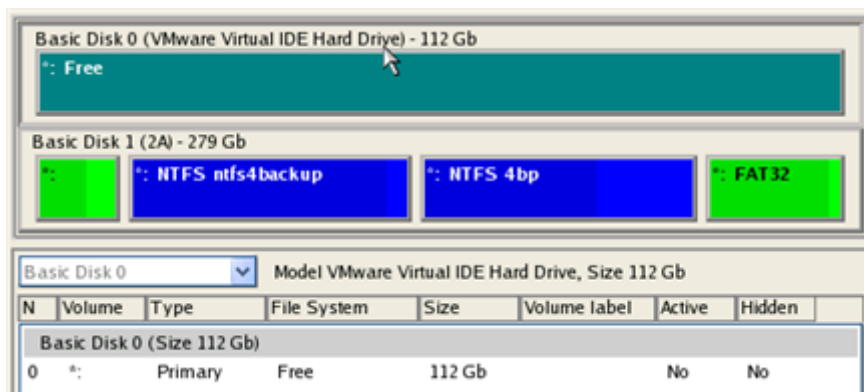 Basic Disk 0 (VMware Virtual IDE Hard Drive) - 112 Gb
*: Free
Basic Disk 1 (2A) - 279 Gb
*: *: NTFS ntfs4backup *: NTFS 4bp *: FAT32
Basic Disk 0 Model VMware Virtual IDE Hard Drive, Size 112 Gb
N Volume Type File System Size Volume label Active Hidden
Basic Disk 0 (Size 112 Gb)
0 *: Primary Free 112 Gb No No